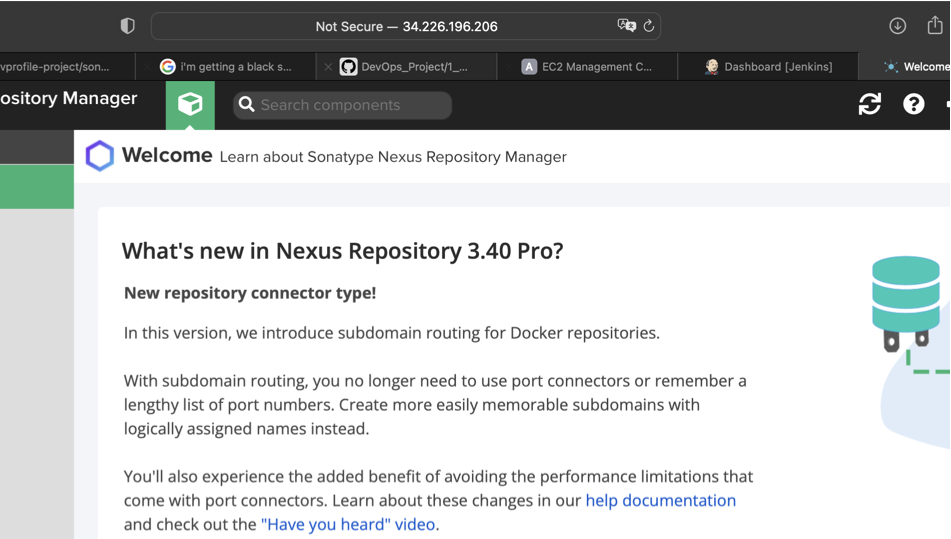 Not Secure — 34.226.196.206
vprofile-project/son...
i'm getting a black s...
DevOps_Project/1_...
EC2 Management C...
Dashboard [Jenkins]
Welcome
ository Manager
Search components
Welcome Learn about Sonatype Nexus Repository Manager
What's new in Nexus Repository 3.40 Pro?
New repository connector type!
In this version, we introduce subdomain routing for Docker repositories.
With subdomain routing, you no longer need to use port connectors or remember a
lengthy list of port numbers. Create more easily memorable subdomains with
logically assigned names instead.
You'll also experience the added benefit of avoiding the performance limitations that
come with port connectors. Learn about these changes in our help documentation
and check out the "Have you heard" video.